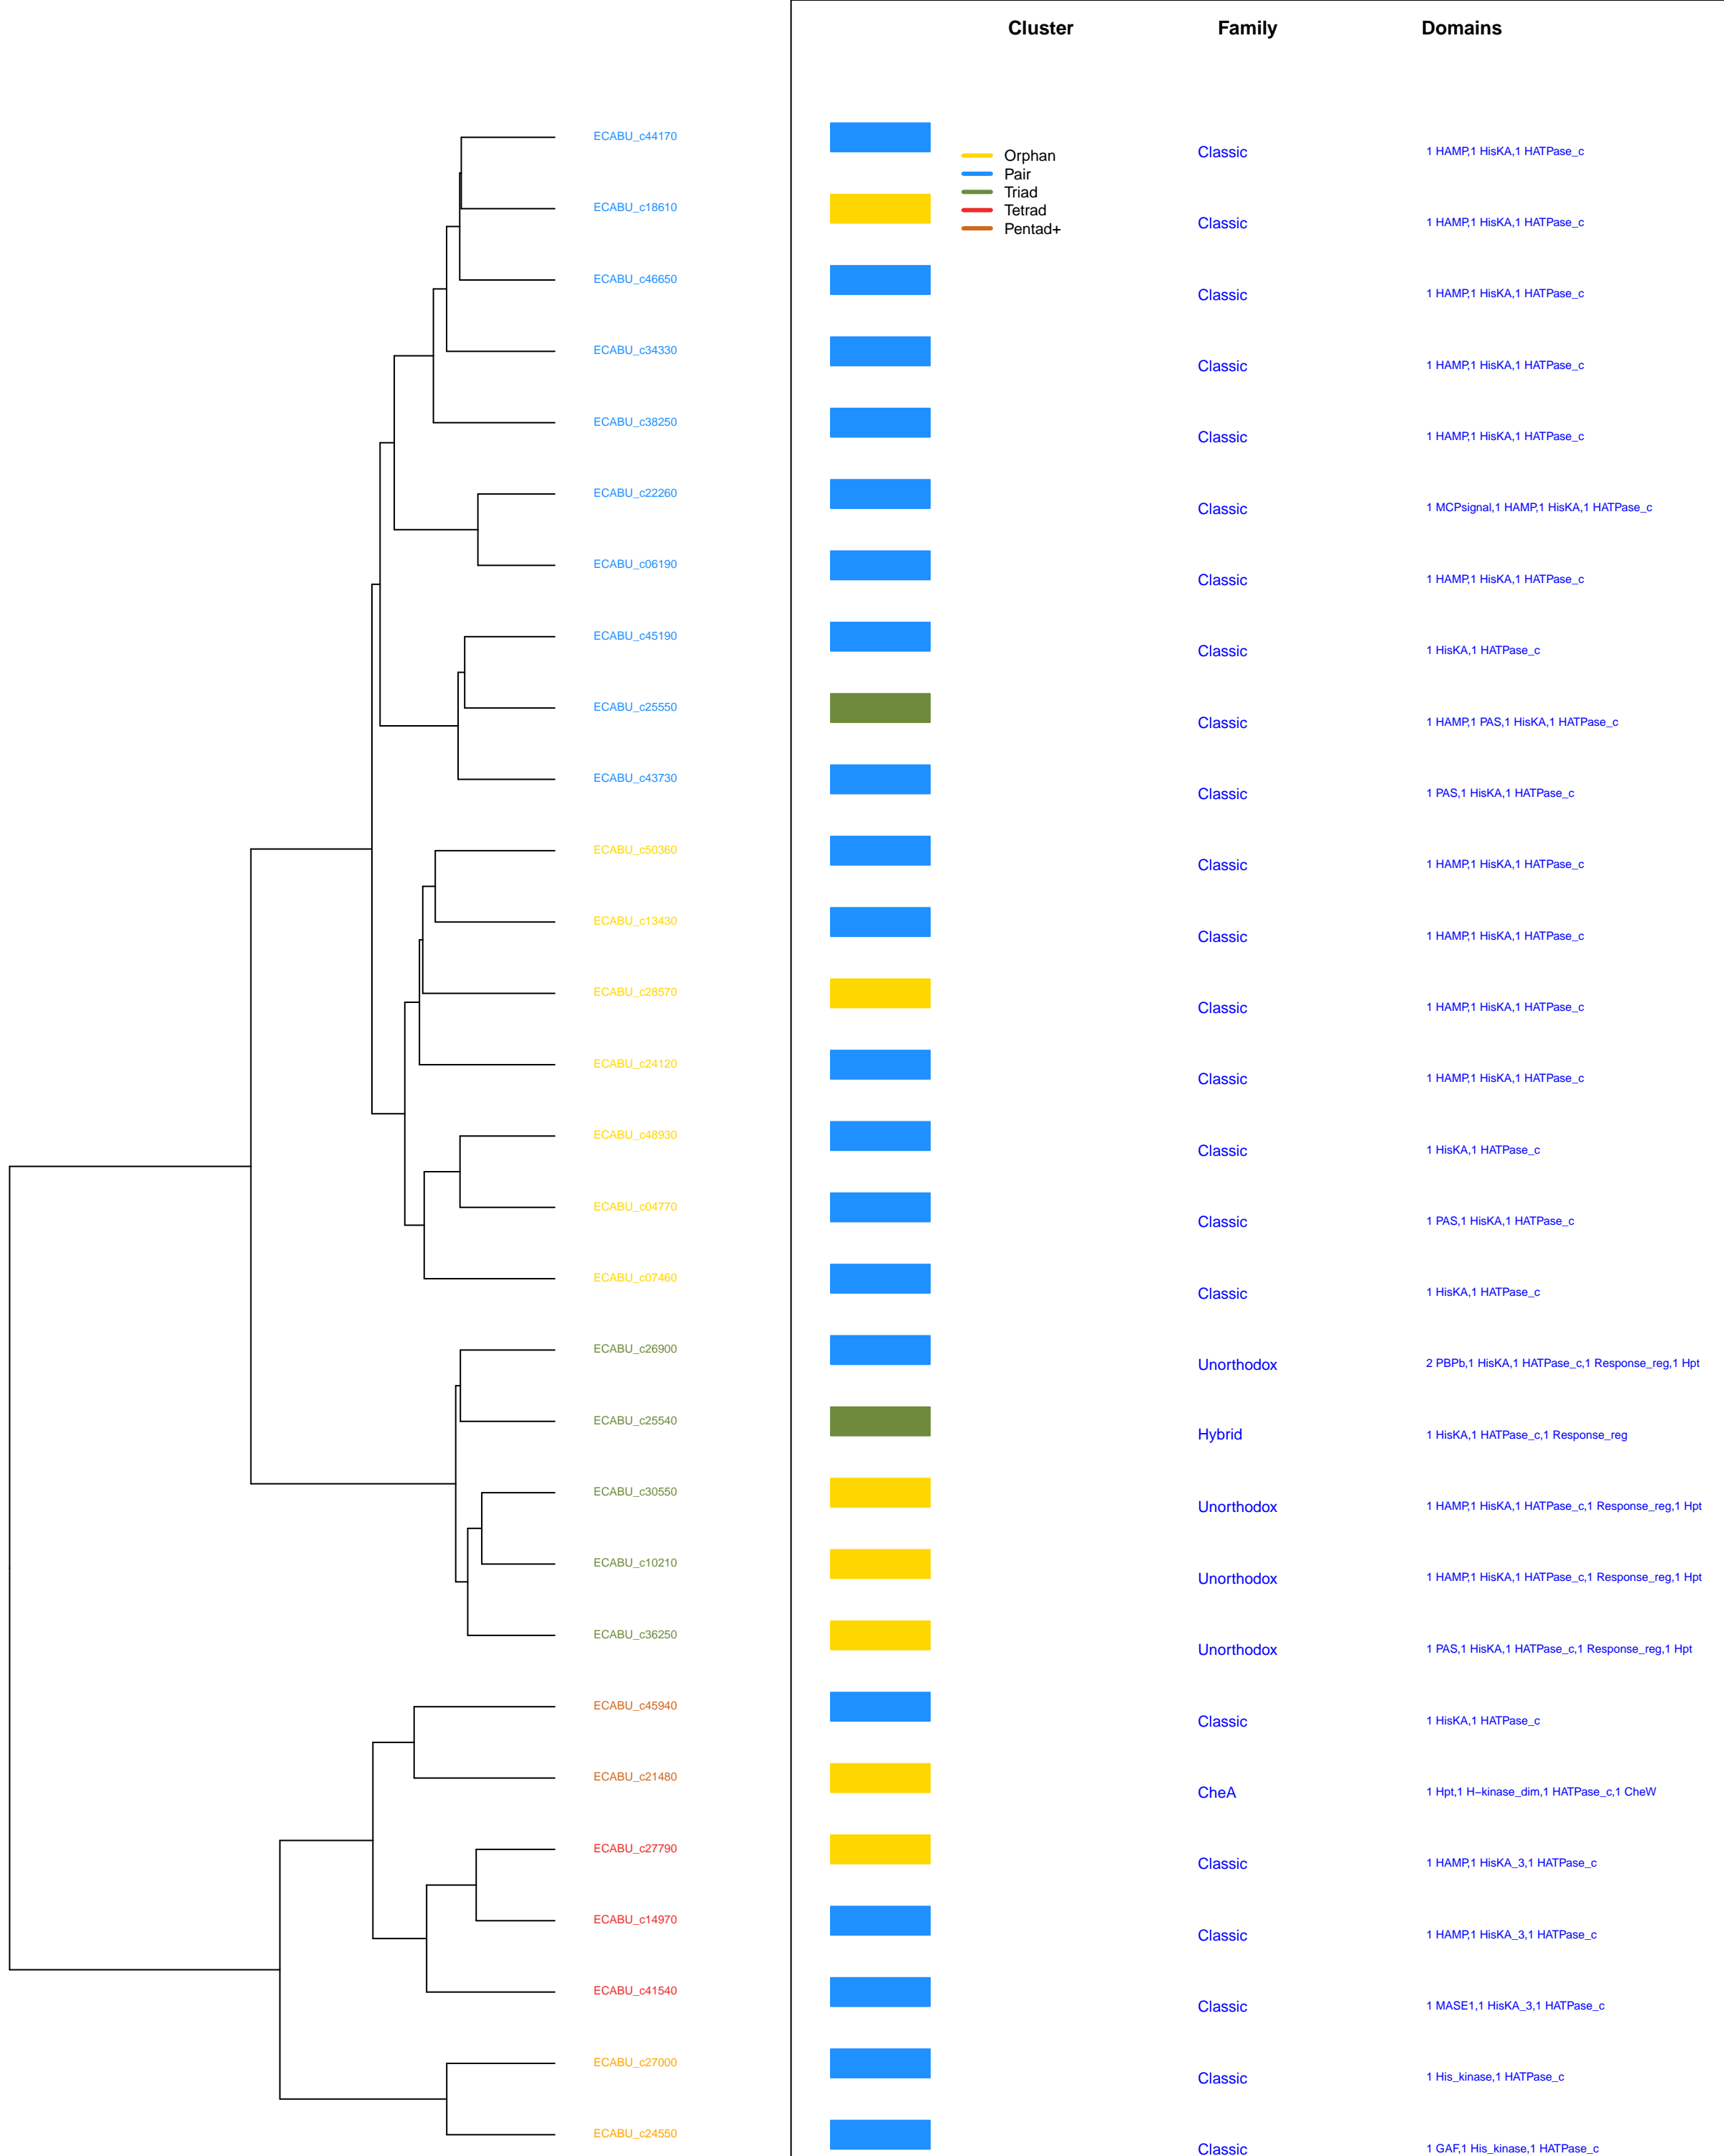 Cluster Family Domains
ECABU_c44170 Classic 1 HAMP,1 HisKA,1 HATPase_c
Orphan
Pair
Triad
Tetrad
Pentad+
ECABU_c18610 Classic 1 HAMP,1 HisKA,1 HATPase_c
ECABU_c46650 Classic 1 HAMP,1 HisKA,1 HATPase_c
ECABU_c34330 Classic 1 HAMP,1 HisKA,1 HATPase_c
ECABU_c38250 Classic 1 HAMP,1 HisKA,1 HATPase_c
ECABU_c22260 Classic 1 MCPsignal,1 HAMP,1 HisKA,1 HATPase_c
ECABU_c06190 Classic 1 HAMP,1 HisKA,1 HATPase_c
ECABU_c45190 Classic 1 HisKA,1 HATPase_c
ECABU_c25550 Classic 1 HAMP,1 PAS,1 HisKA,1 HATPase_c
ECABU_c43730 Classic 1 PAS,1 HisKA,1 HATPase_c
ECABU_c50360 Classic 1 HAMP,1 HisKA,1 HATPase_c
ECABU_c13430 Classic 1 HAMP,1 HisKA,1 HATPase_c
ECABU_c28570 Classic 1 HAMP,1 HisKA,1 HATPase_c
ECABU_c24120 Classic 1 HAMP,1 HisKA,1 HATPase_c
ECABU_c48930 Classic 1 HisKA,1 HATPase_c
ECABU_c04770 Classic 1 PAS,1 HisKA,1 HATPase_c
ECABU_c07460 Classic 1 HisKA,1 HATPase_c
ECABU_c26900 Unorthodox 2 PBPb,1 HisKA,1 HATPase_c,1 Response_reg,1 Hpt
ECABU_c25540 Hybrid 1 HisKA,1 HATPase_c,1 Response_reg
ECABU_c30550 Unorthodox 1 HAMP,1 HisKA,1 HATPase_c,1 Response_reg,1 Hpt
ECABU_c10210 Unorthodox 1 HAMP,1 HisKA,1 HATPase_c,1 Response_reg,1 Hpt
ECABU_c36250 Unorthodox 1 PAS,1 HisKA,1 HATPase_c,1 Response_reg,1 Hpt
ECABU_c45940 Classic 1 HisKA,1 HATPase_c
ECABU_c21480 CheA 1 Hpt,1 H−kinase_dim,1 HATPase_c,1 CheW
ECABU_c27790 Classic 1 HAMP,1 HisKA_3,1 HATPase_c
ECABU_c14970 Classic 1 HAMP,1 HisKA_3,1 HATPase_c
ECABU_c41540 Classic 1 MASE1,1 HisKA_3,1 HATPase_c
ECABU_c27000 Classic 1 His_kinase,1 HATPase_c
ECABU_c24550 Classic 1 GAF,1 His_kinase,1 HATPase_c